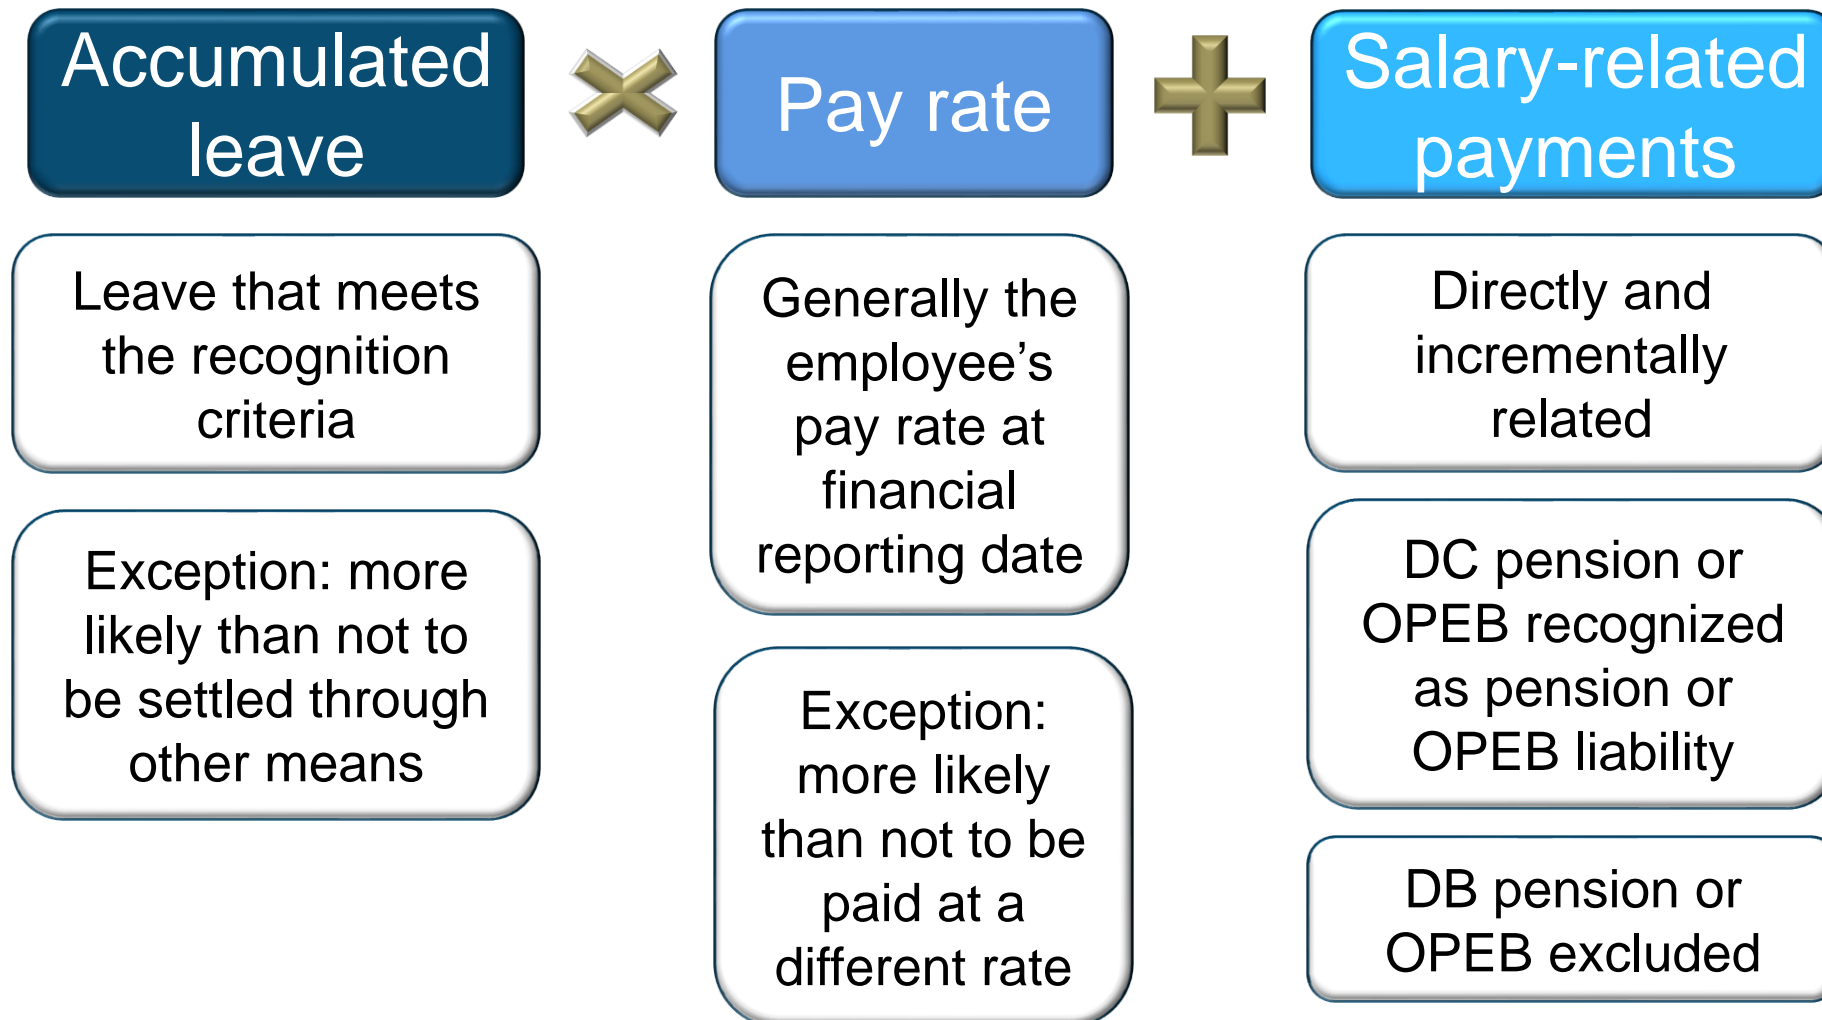 Accumulated
leave
Pay rate
Salary-related
payments
Leave that meets
the recognition
criteria
Exception: more
likely than not to
be settled through
other means
Generally the
employee’s
pay rate at
financial
reporting date
Exception:
more likely
than not to be
paid at a
different rate
Directly and
incrementally
related
DC pension or
OPEB recognized
as pension or
OPEB liability
DB pension or
OPEB excluded